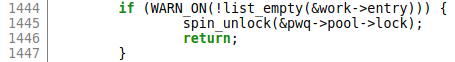 1444         if (WARN_ON(!list_empty(&work->entry))) {
1445                 spin_unlock(&pwq->pool->lock);
1446                 return;
1447         }